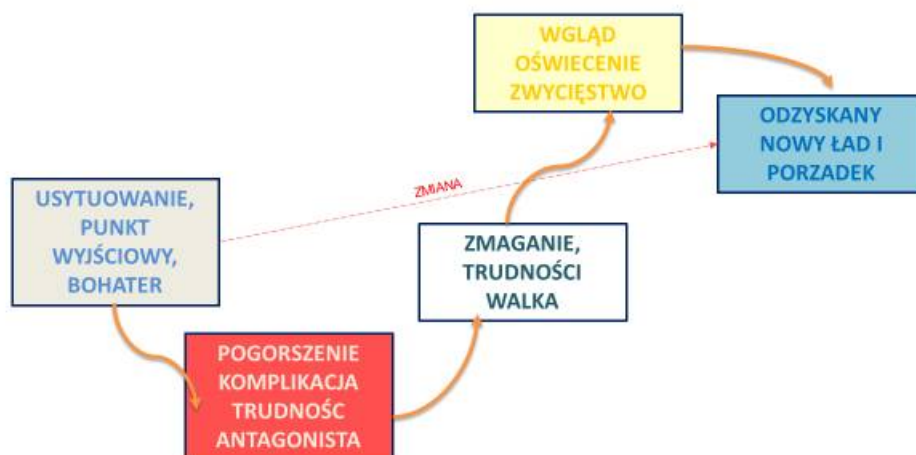 USYTUOWANIE,
PUNKT
WYJŚCIOWY,
BOHATER
POGORSZENIE
KOMPLIKACJA
TRUDNOŚC
ANTAGONISTA
ZMAGANIE,
TRUDNOŚCI
WALKA
WGLĄD
OŚWIECENIE
ZWYCIĘSTWO
ODZYSKANY
NOWY ŁAD I
PORZADEK
ZMIANA